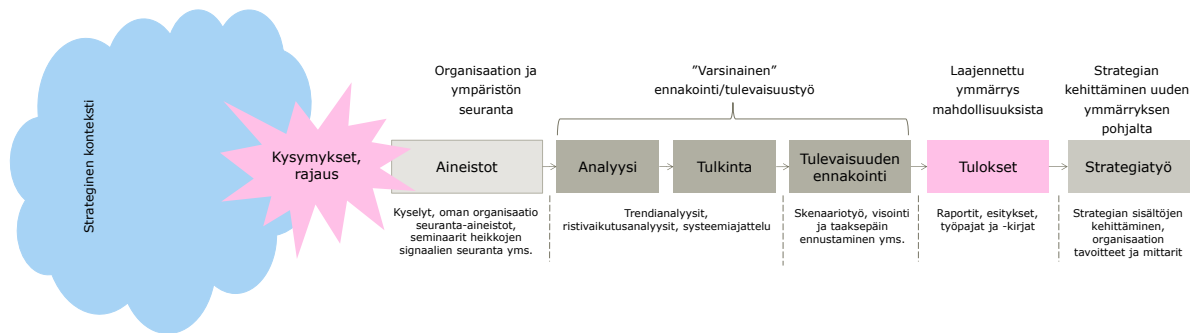 Strateginen konteksti
Kysymykset,
rajaus
Organisaation ja
ympäristön
seuranta
Aineistot
Kyselyt, oman organisaatio
seuranta-aineistot,
seminaarit heikkojen
signaalien seuranta yms.
”Varsinainen”
ennakointi/tulevaisuustyö
Analyysi
Tulkinta
Trendianalyysit,
ristivaikutusanalyysit, systeemiajattelu
Tulevaisuuden
ennakointi
Skenaariotyö, visointi
ja taaksepäin
ennustaminen yms.
Laajennettu
ymmärrys
mahdollisuuksista
Tulokset
Raportit, esitykset,
työpajat ja -kirjat
Strategian
kehittäminen uuden
ymmärryksen
pohjalta
Strategiatyö
Strategian sisältöjen
kehittäminen,
organisaation
tavoitteet ja mittarit